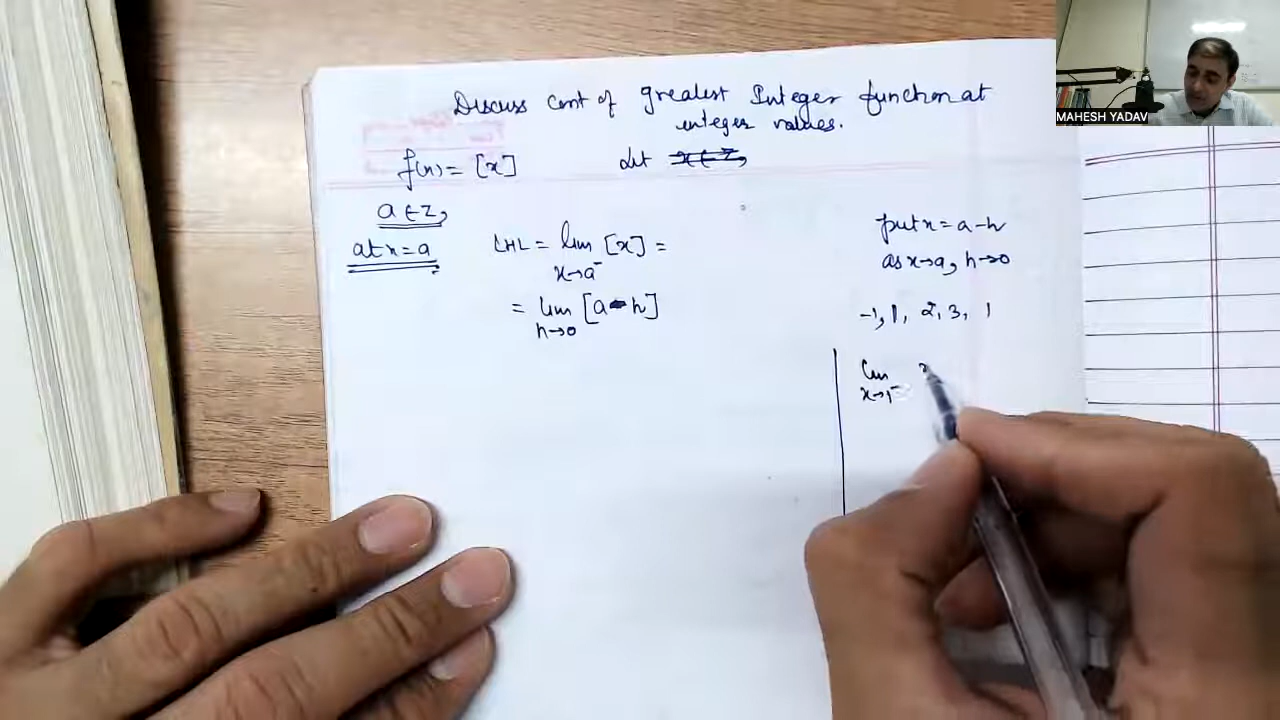 Discuss cont of greatest Integer function at
integer values.
f(x) = [x]
Let x ∈ Z,
a ∈ Z,
at x = a
LHL = lim [x] =
x→a⁻
= lim [a - h]
h→0
put x = a - h
as x→a, h→0
-1, 1, 2, 3, 1
lim
x→1⁻
MAHESH YADAV